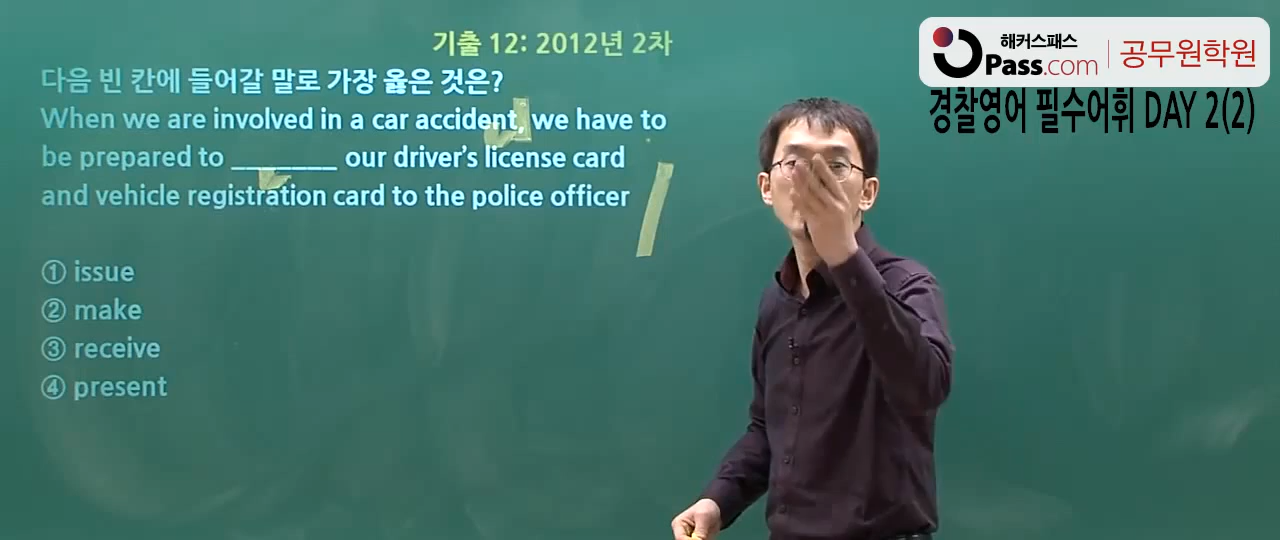 기출 12: 2012년 2차
다음 빈 칸에 들어갈 말로 가장 옳은 것은?
When we are involved in a car accident, we have to
be prepared to _______ our driver's license card
and vehicle registration card to the police officer
① issue
② make
③ receive
④ present
해커스패스
Pass.com
공무원학원
경찰영어 필수어휘 DAY 2(2)